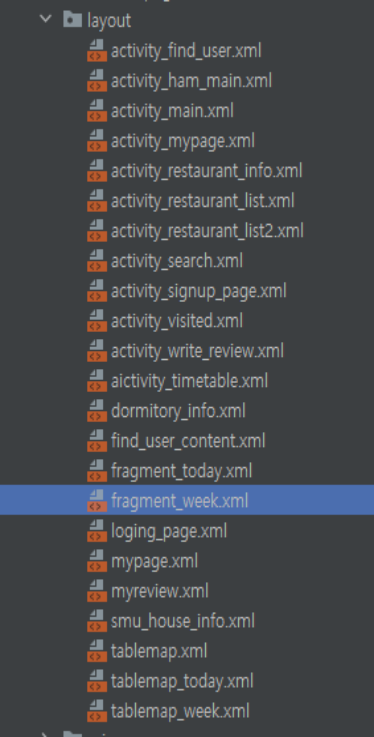 layout
activity_find_user.xml
activity_ham_main.xml
activity_main.xml
activity_mypage.xml
activity_restaurant_info.xml
activity_restaurant_list.xml
activity_restaurant_list2.xml
activity_search.xml
activity_signup_page.xml
activity_visited.xml
activity_write_review.xml
aictivity_timetable.xml
dormitory_info.xml
find_user_content.xml
fragment_today.xml
fragment_week.xml
loging_page.xml
mypage.xml
myreview.xml
smu_house_info.xml
tablemap.xml
tablemap_today.xml
tablemap_week.xml